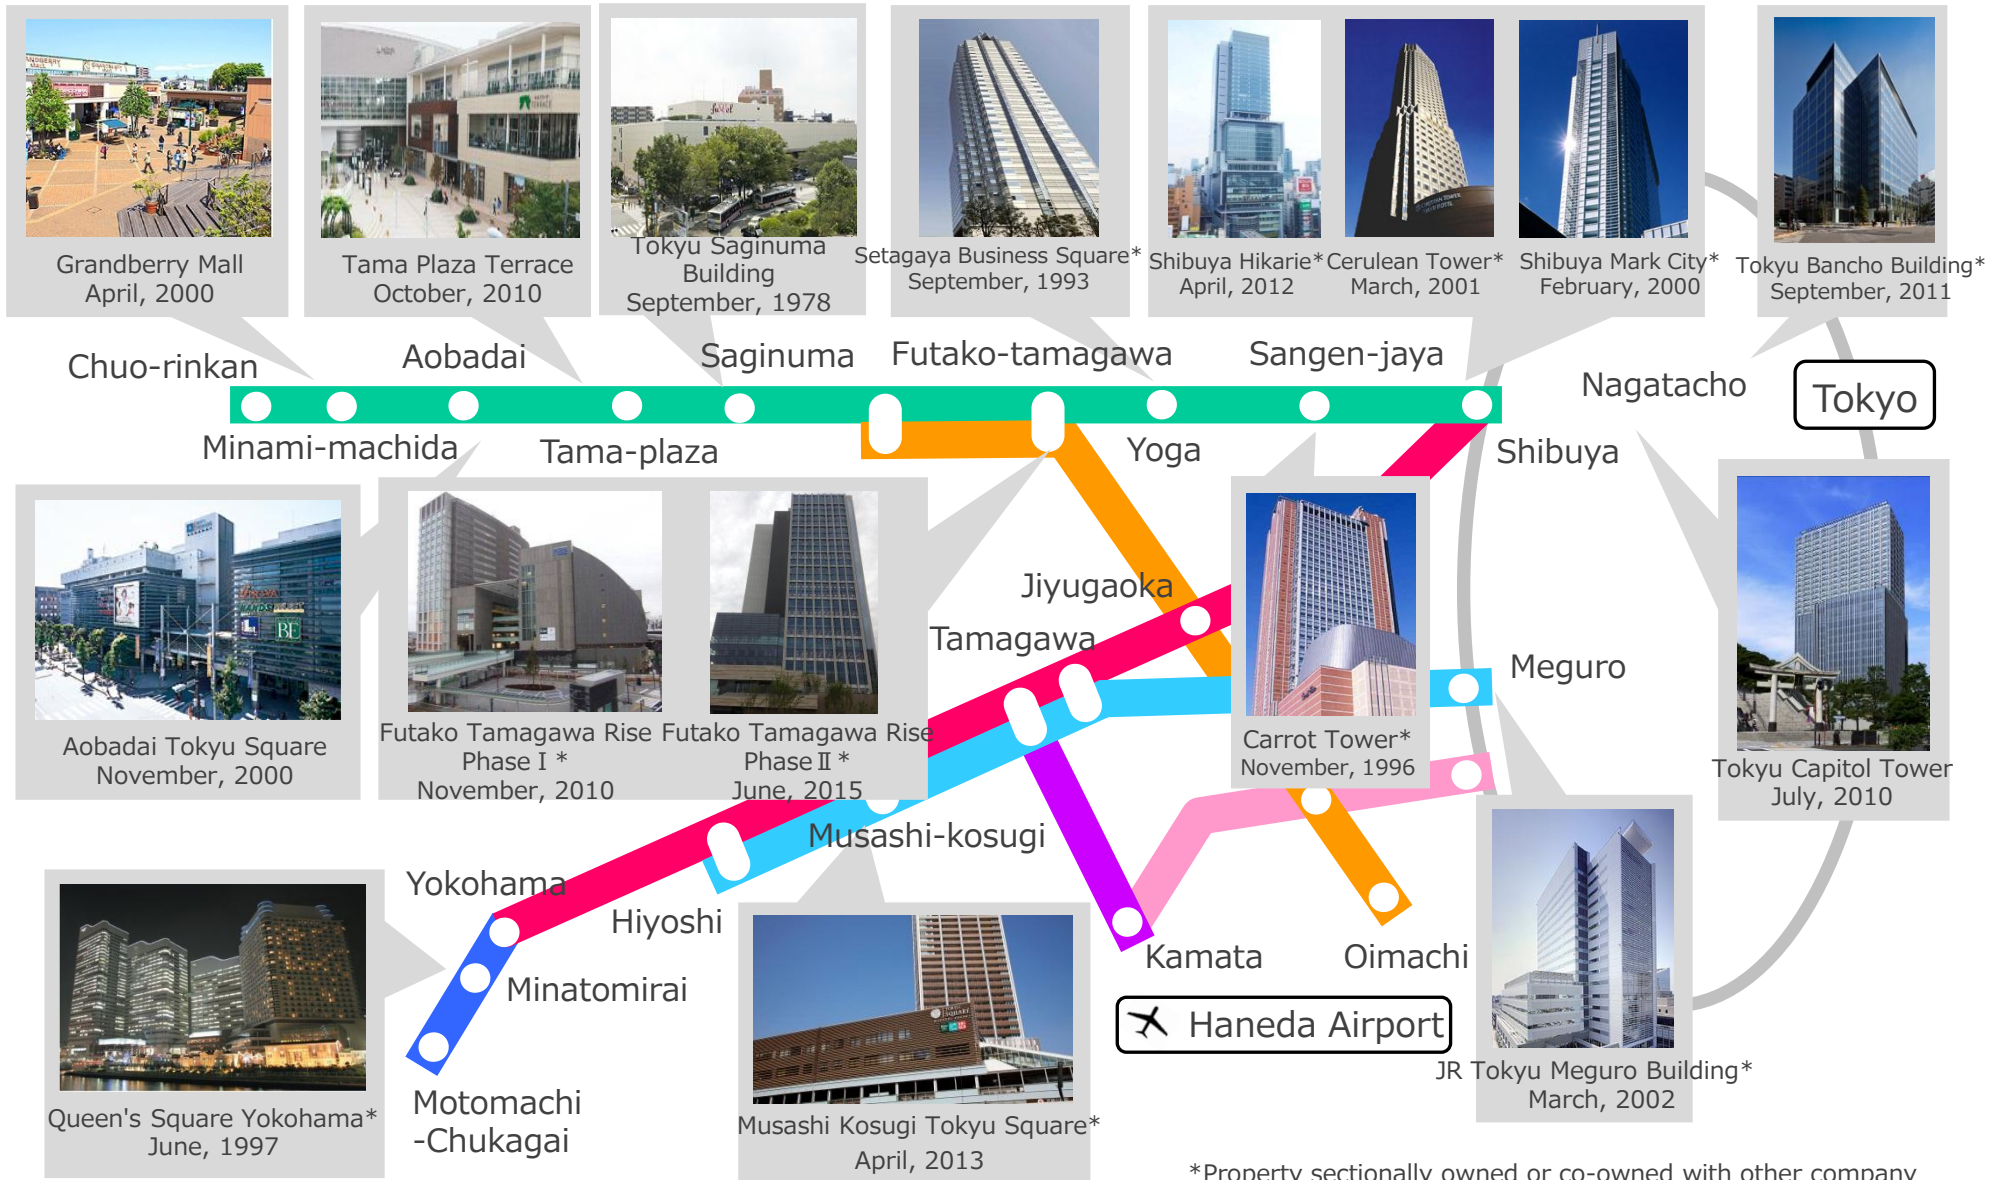 Grandberry Mall
April, 2000
Tama Plaza Terrace
October, 2010
Tokyu Saginuma
Building
September, 1978
Setagaya Business Square*
September, 1993
Shibuya Hikarie*
April, 2012
Cerulean Tower*
March, 2001
Shibuya Mark City*
February, 2000
Tokyu Bancho Building*
September, 2011
Chuo-rinkan
Aobadai
Saginuma
Futako-tamagawa
Sangen-jaya
Nagatacho
Tokyo
Minami-machida
Tama-plaza
Yoga
Shibuya
Aobadai Tokyu Square
November, 2000
Futako Tamagawa Rise
Phase Ⅰ *
November, 2010
Futako Tamagawa Rise
Phase Ⅱ *
June, 2015
Jiyugaoka
Tamagawa
Carrot Tower*
November, 1996
Meguro
Tokyu Capitol Tower
July, 2010
Musashi-kosugi
Yokohama
Hiyoshi
Minatomirai
Kamata
Oimachi
Haneda Airport
Motomachi
-Chukagai
Queen's Square Yokohama*
June, 1997
Musashi Kosugi Tokyu Square*
April, 2013
JR Tokyu Meguro Building*
March, 2002
*Property sectionally owned or co-owned with other company